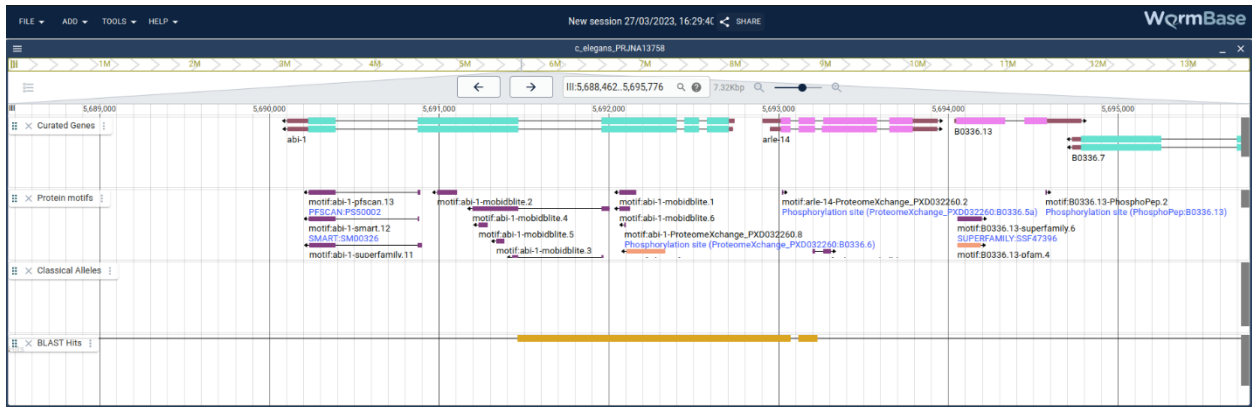 FILE ADD TOOLS HELP New session 27/03/2023, 16:29:40 SHARE WormBase
c_elegans_PRJNA13758
III 1M 2M 3M 4M 5M 6M 7M 8M 9M 10M 11M 12M 13M
III:5,688,462..5,695,776 7.32Kbp
III 5,689,000 5,690,000 5,691,000 5,692,000 5,693,000 5,694,000 5,695,000
Curated Genes
abi-1 arle-14 B0336.13
B0336.7
Protein motifs
motif:abi-1-pfscan.13 motif:abi-1-mobidblite.2 motif:abi-1-mobidblite.1 motif:arle-14-ProteomeXchange_PXD032260.2 motif:B0336.13-PhosphoPep.2
PFSCAN:PS50002 Phosphorylation site (ProteomeXchange_PXD032260:B0336.5a) Phosphorylation site (PhosphoPep:B0336.13)
motif:abi-1-smart.12 motif:abi-1-mobidblite.4 motif:abi-1-mobidblite.6 motif:B0336.13-superfamily.6
SMART:SM00326 motif:abi-1-mobidblite.5 motif:abi-1-ProteomeXchange_PXD032260.8 SUPERFAMILY:SSF47396
Phosphorylation site (ProteomeXchange_PXD032260:B0336.6)
motif:abi-1-superfamily.11 motif:abi-1-mobidblite.3 motif:B0336.13-pfam.4
Classical Alleles
BLAST Hits